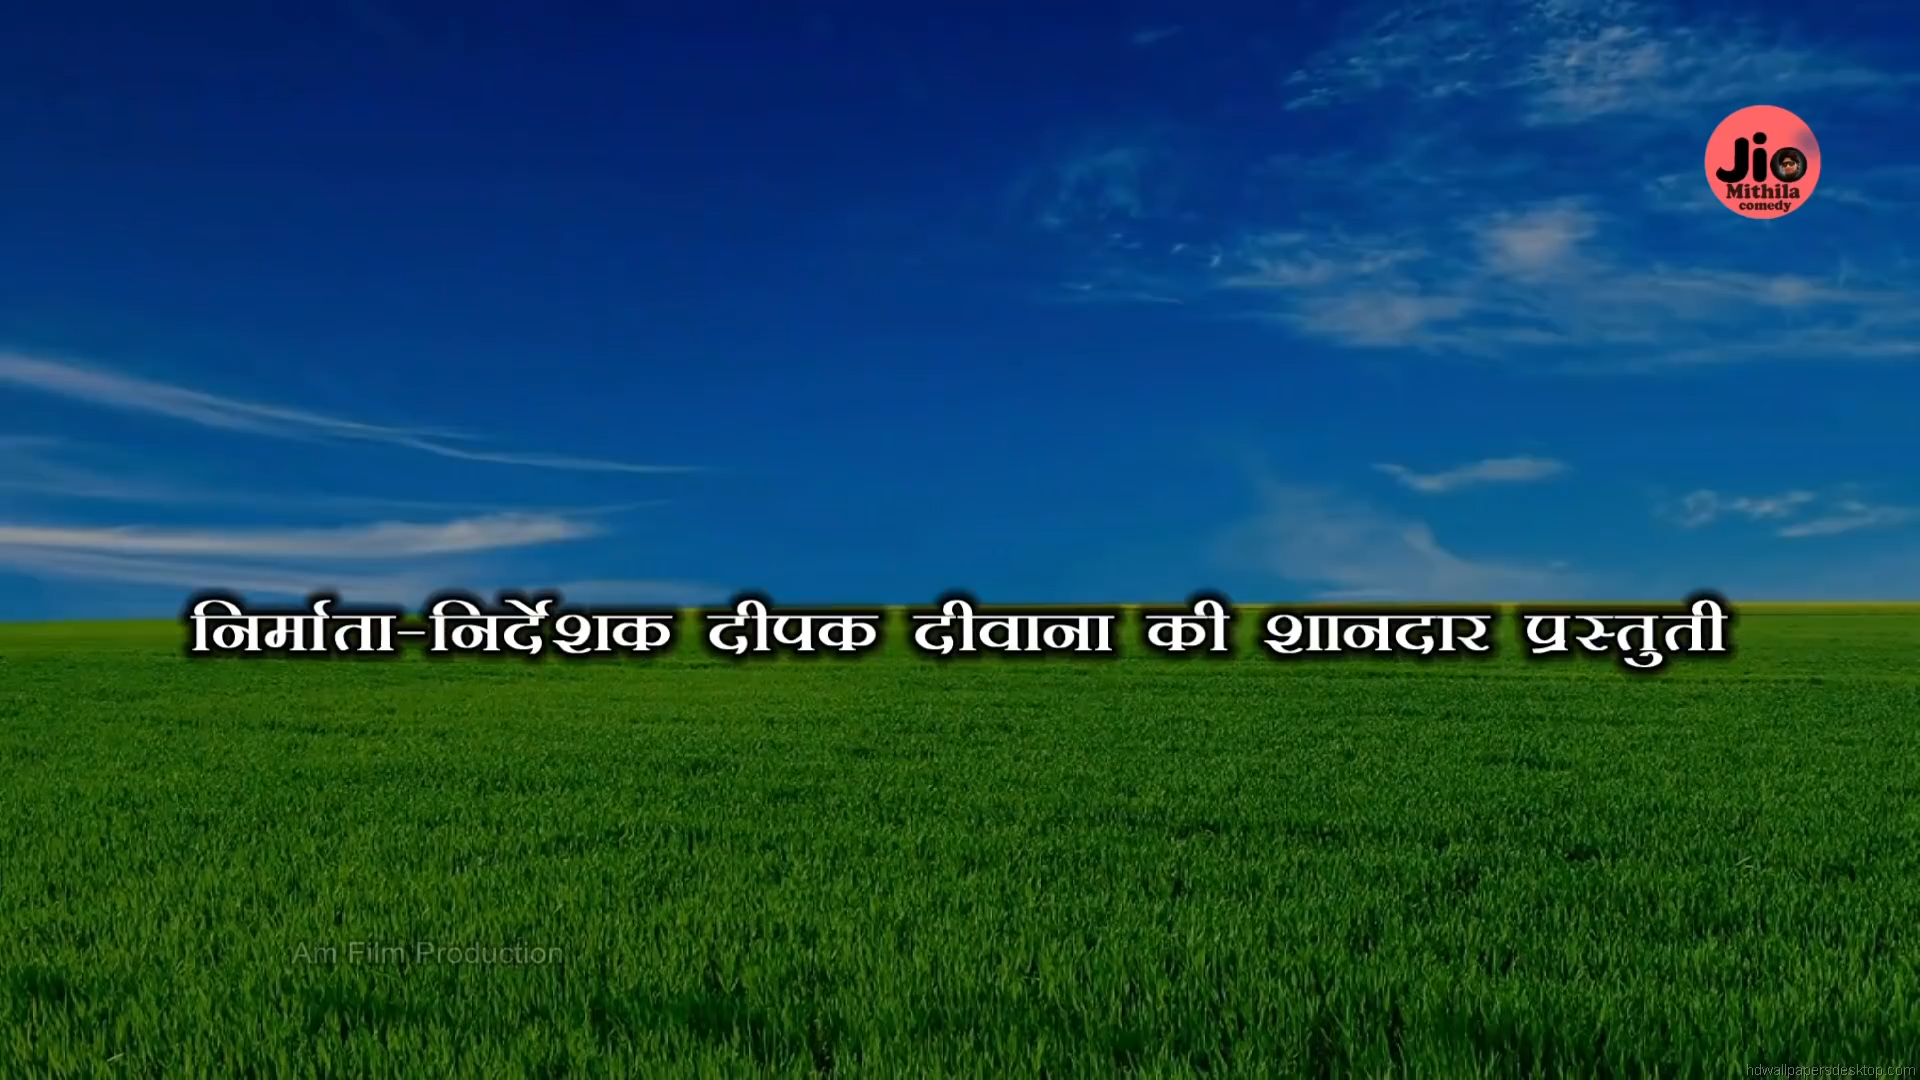 Jio
Mithila
comedy
निर्माता-निर्देशक दीपक दीवाना की शानदार प्रस्तुती
Am Film Production
hdwallpapersdesktop.com